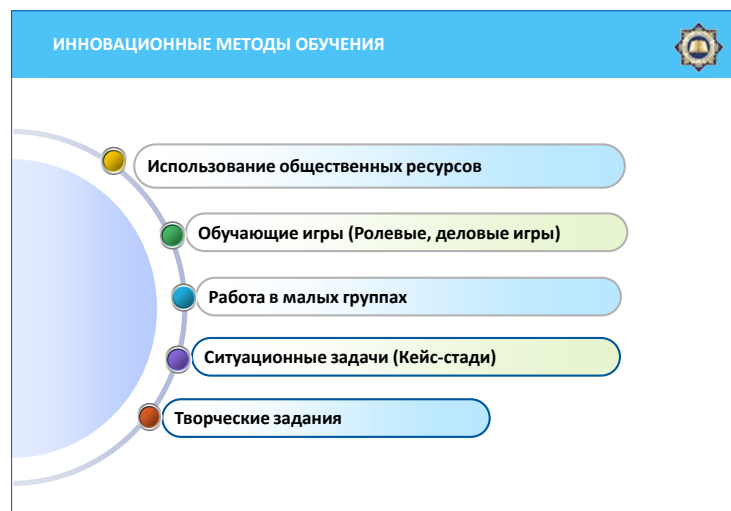 ИННОВАЦИОННЫЕ МЕТОДЫ ОБУЧЕНИЯ
Использование общественных ресурсов
Обучающие игры (Ролевые, деловые игры)
Работа в малых группах
Ситуационные задачи (Кейс-стади)
Творческие задания